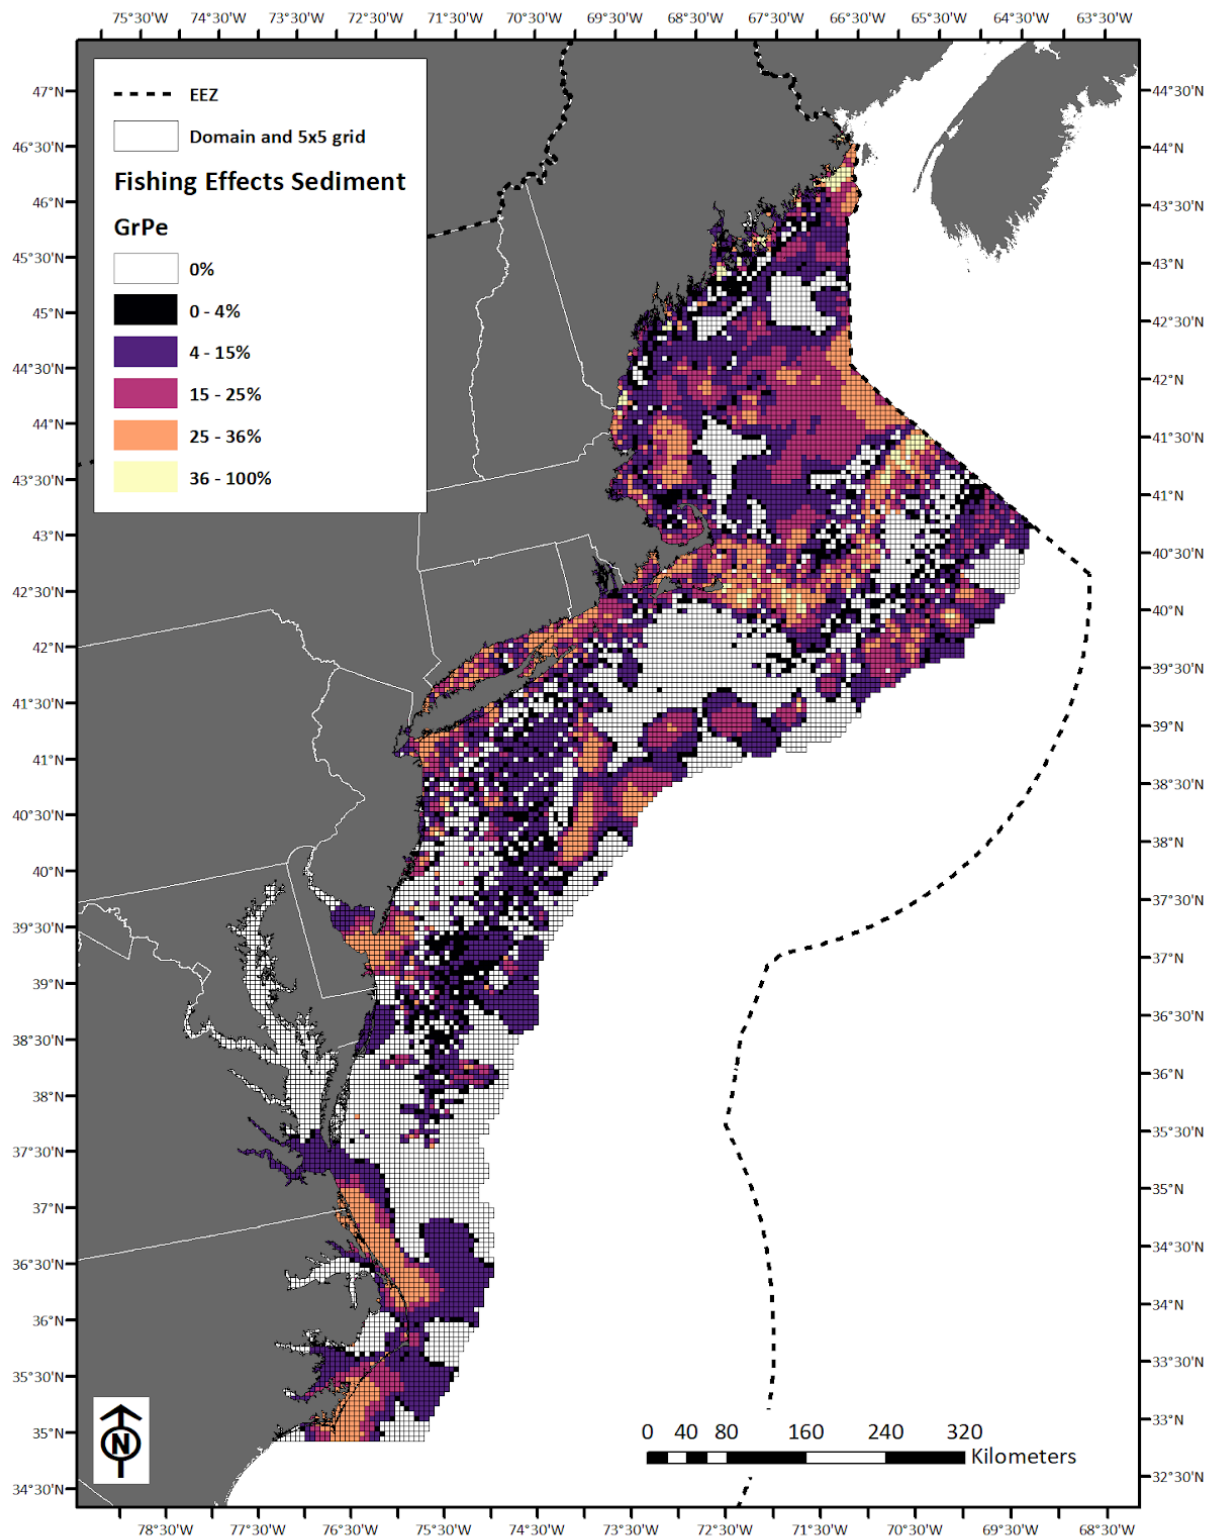 75°30'W 74°30'W 73°30'W 72°30'W 71°30'W 70°30'W 69°30'W 68°30'W 67°30'W 66°30'W 65°30'W 64°30'W 63°30'W
EEZ
Domain and 5x5 grid
Fishing Effects Sediment
GrPe
0%
0 - 4%
4 - 15%
15 - 25%
25 - 36%
36 - 100%
47°N
46°30'N
46°N
45°30'N
45°N
44°30'N
44°N
43°30'N
43°N
42°30'N
42°N
41°30'N
41°N
40°30'N
40°N
39°30'N
39°N
38°30'N
38°N
37°30'N
37°N
36°30'N
36°N
35°30'N
35°N
34°30'N
44°30'N
44°N
43°30'N
43°N
42°30'N
42°N
41°30'N
41°N
40°30'N
40°N
39°30'N
39°N
38°30'N
38°N
37°30'N
37°N
36°30'N
36°N
35°30'N
35°N
34°30'N
34°N
33°30'N
33°N
32°30'N
N
0 40 80 160 240 320
Kilometers
78°30'W 77°30'W 76°30'W 75°30'W 74°30'W 73°30'W 72°30'W 71°30'W 70°30'W 69°30'W 68°30'W